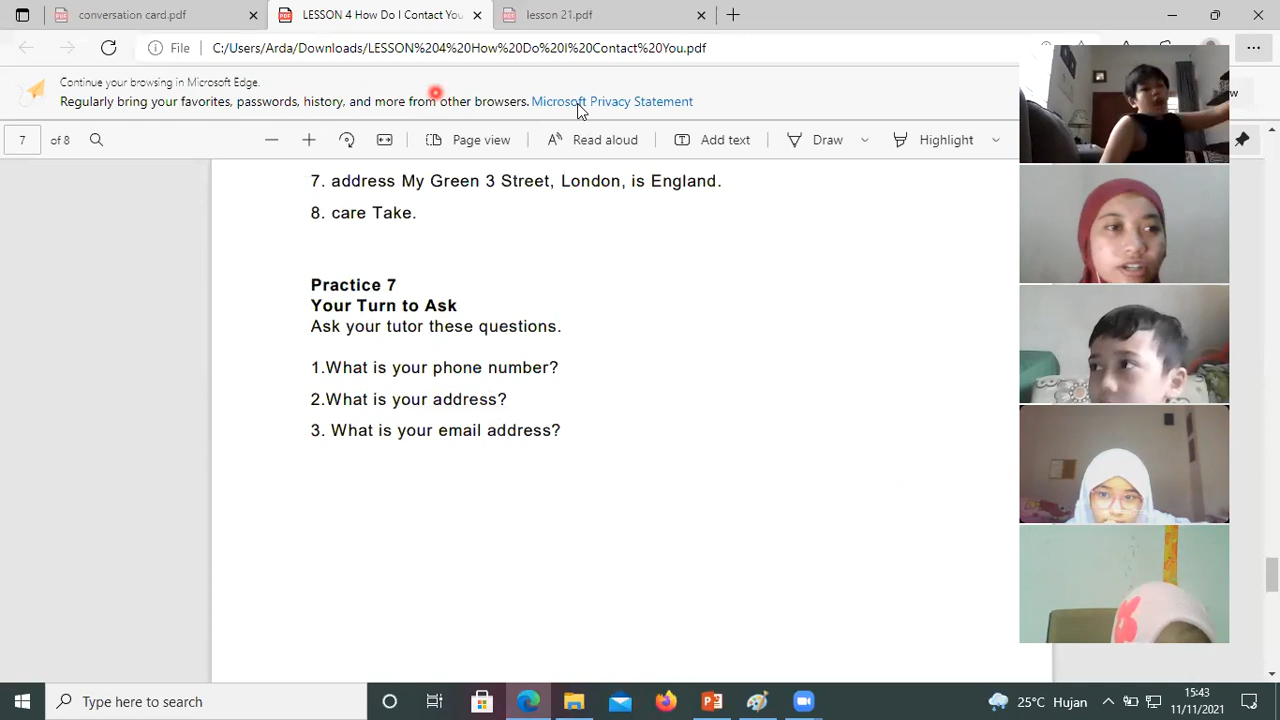 conversation card.pdf
LESSON 4 How Do I Contact You
lesson 21.pdf
File
C:/Users/Arda/Downloads/LESSON%204%20How%20Do%20I%20Contact%20You.pdf
Continue your browsing in Microsoft Edge.
Regularly bring your favorites, passwords, history, and more from other browsers. Microsoft Privacy Statement
7 of 8
Page view
Read aloud
Add text
Draw
Highlight
7. address My Green 3 Street, London, is England.
8. care Take.
Practice 7
Your Turn to Ask
Ask your tutor these questions.
1.What is your phone number?
2.What is your address?
3. What is your email address?
Type here to search
25°C Hujan
15:43
11/11/2021